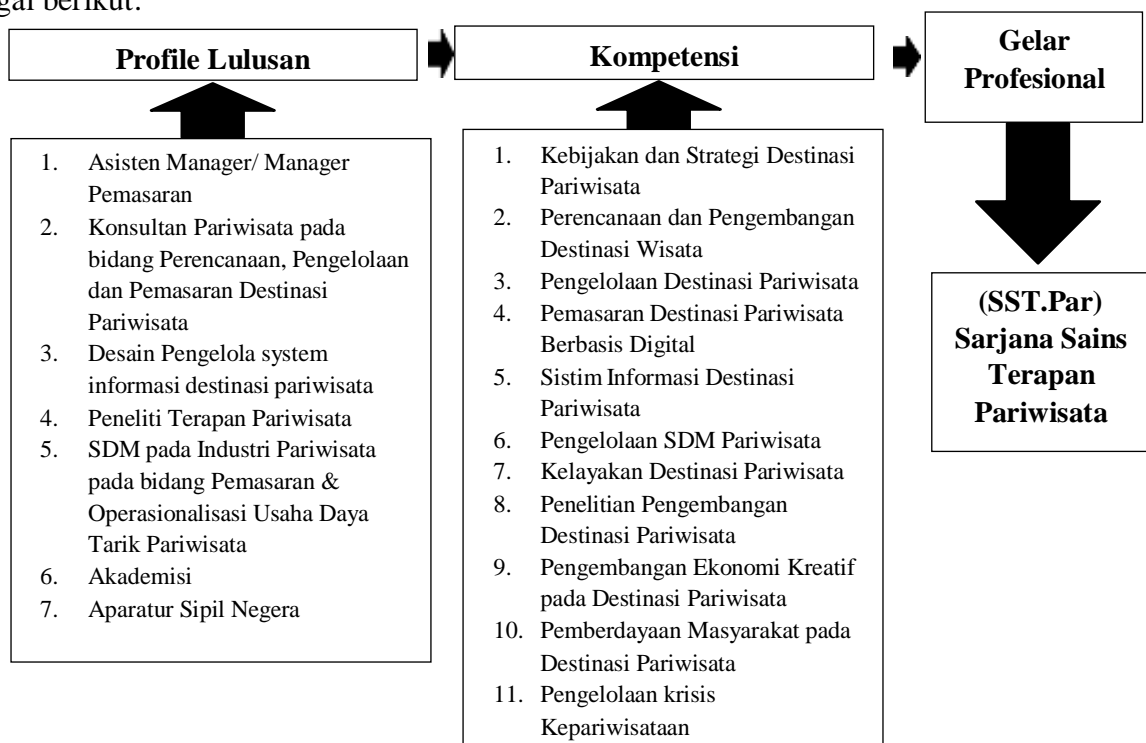 gai berikut:
Profile Lulusan
1. Asisten Manager/ Manager
Pemasaran
2. Konsultan Pariwisata pada
bidang Perencanaan, Pengelolaan
dan Pemasaran Destinasi
Pariwisata
3. Desain Pengelola system
informasi destinasi pariwisata
4. Peneliti Terapan Pariwisata
5. SDM pada Industri Pariwisata
pada bidang Pemasaran &
Operasionalisasi Usaha Daya
Tarik Pariwisata
6. Akademisi
7. Aparatur Sipil Negera
Kompetensi
1. Kebijakan dan Strategi Destinasi
Pariwisata
2. Perencanaan dan Pengembangan
Destinasi Wisata
3. Pengelolaan Destinasi Pariwisata
4. Pemasaran Destinasi Pariwisata
Berbasis Digital
5. Sistim Informasi Destinasi
Pariwisata
6. Pengelolaan SDM Pariwisata
7. Kelayakan Destinasi Pariwisata
8. Penelitian Pengembangan
Destinasi Pariwisata
9. Pengembangan Ekonomi Kreatif
pada Destinasi Pariwisata
10. Pemberdayaan Masyarakat pada
Destinasi Pariwisata
11. Pengelolaan krisis
Kepariwisataan
Gelar
Profesional
(SST.Par)
Sarjana Sains
Terapan
Pariwisata